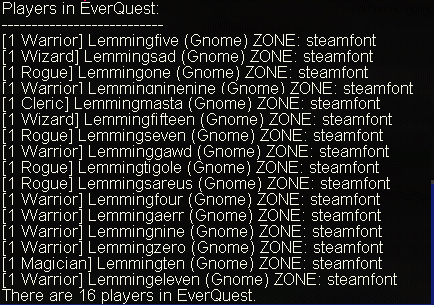 Players in EverQuest:
---------------------------
[1 Warrior] Lemmingfive (Gnome) ZONE: steamfont
[1 Wizard] Lemmingsad (Gnome) ZONE: steamfont
[1 Rogue] Lemmingone (Gnome) ZONE: steamfont
[1 Warrior] Lemmingninenine (Gnome) ZONE: steamfont
[1 Cleric] Lemmingmasta (Gnome) ZONE: steamfont
[1 Wizard] Lemmingfifteen (Gnome) ZONE: steamfont
[1 Rogue] Lemmingseven (Gnome) ZONE: steamfont
[1 Warrior] Lemminggawd (Gnome) ZONE: steamfont
[1 Rogue] Lemmingtigole (Gnome) ZONE: steamfont
[1 Rogue] Lemmingsareus (Gnome) ZONE: steamfont
[1 Warrior] Lemmingfour (Gnome) ZONE: steamfont
[1 Warrior] Lemmingaerr (Gnome) ZONE: steamfont
[1 Warrior] Lemmingnine (Gnome) ZONE: steamfont
[1 Warrior] Lemmingzero (Gnome) ZONE: steamfont
[1 Magician] Lemmingten (Gnome) ZONE: steamfont
[1 Warrior] Lemmingeleven (Gnome) ZONE: steamfont
There are 16 players in EverQuest.